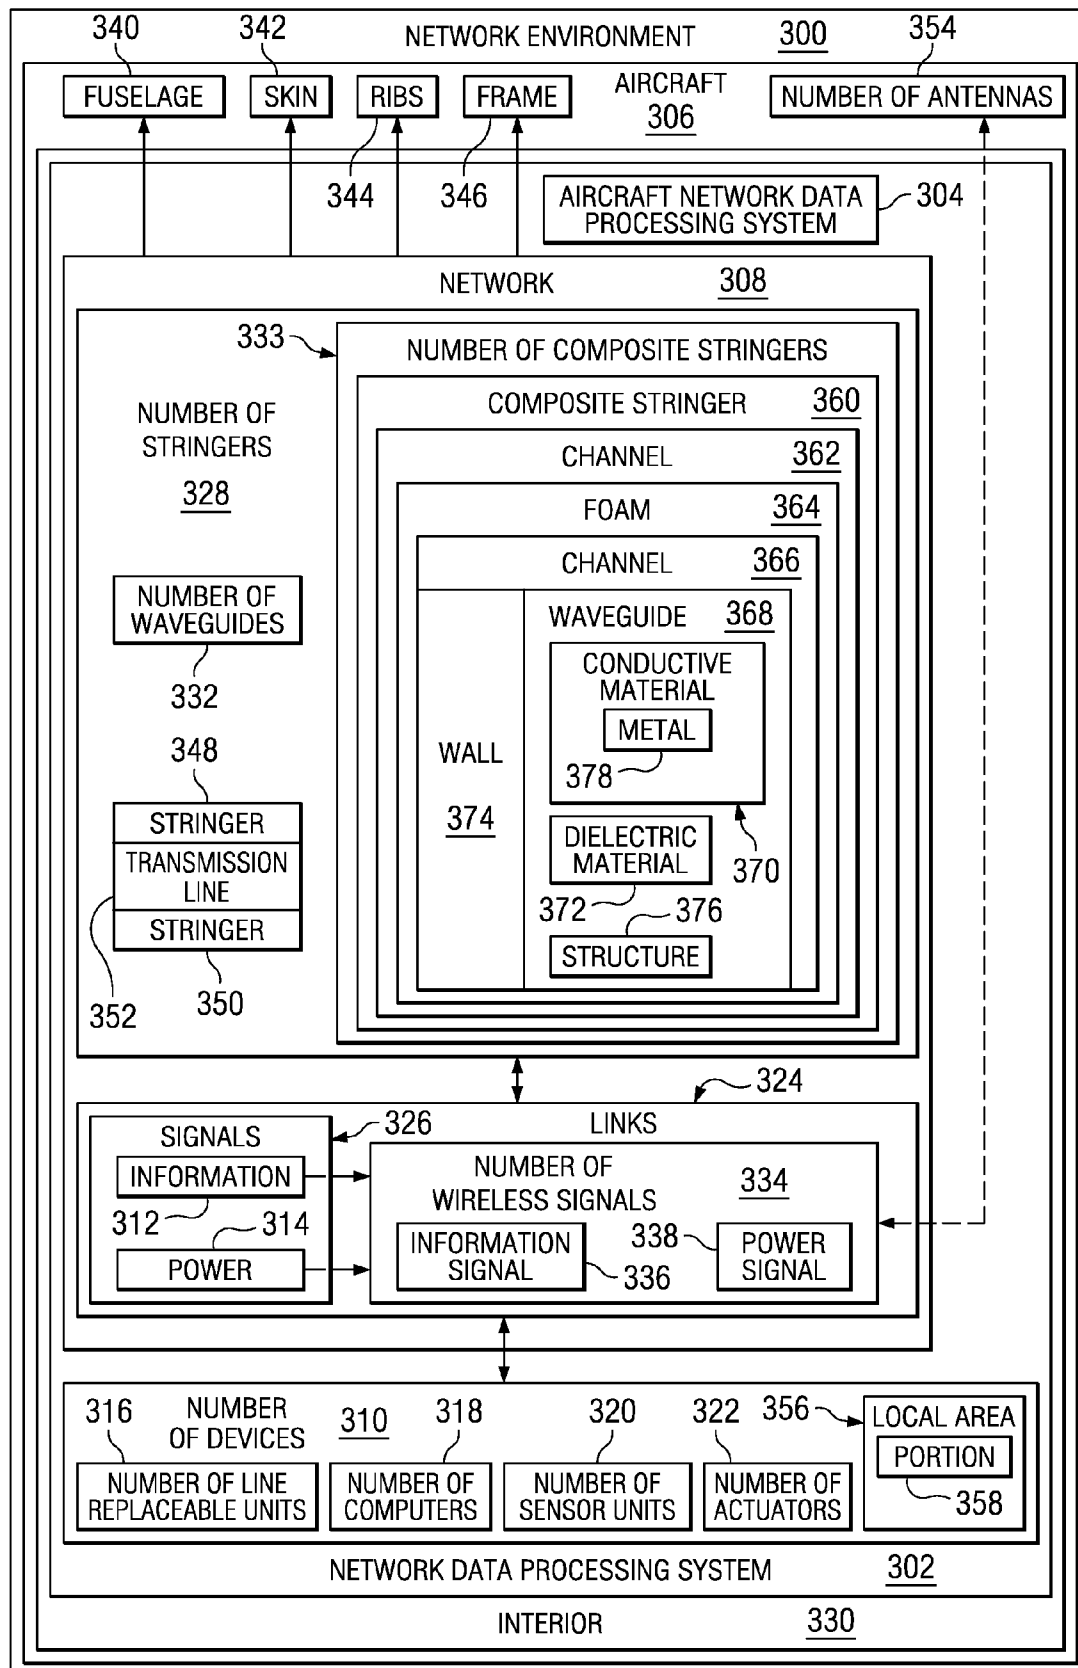 340
342
NETWORK ENVIRONMENT 300
354
FUSELAGE
SKIN
RIBS
FRAME
AIRCRAFT
306
NUMBER OF ANTENNAS
344
346
AIRCRAFT NETWORK DATA
PROCESSING SYSTEM
304
NETWORK 308
333
NUMBER OF COMPOSITE STRINGERS
COMPOSITE STRINGER 360
NUMBER OF
STRINGERS
328
CHANNEL 362
FOAM 364
CHANNEL 366
NUMBER OF
WAVEGUIDES
332
WAVEGUIDE 368
CONDUCTIVE
MATERIAL
METAL
378
370
WALL
374
348
STRINGER
TRANSMISSION
LINE
STRINGER
352
350
DIELECTRIC
MATERIAL
372
376
STRUCTURE
324
SIGNALS
326
LINKS
INFORMATION
312
314
POWER
NUMBER OF
WIRELESS SIGNALS
334
INFORMATION
SIGNAL
336
338
POWER
SIGNAL
316
NUMBER
OF DEVICES
310
318
320
322
356
LOCAL AREA
PORTION
358
NUMBER OF LINE
REPLACEABLE UNITS
NUMBER OF
COMPUTERS
NUMBER OF
SENSOR UNITS
NUMBER OF
ACTUATORS
NETWORK DATA PROCESSING SYSTEM 302
INTERIOR 330